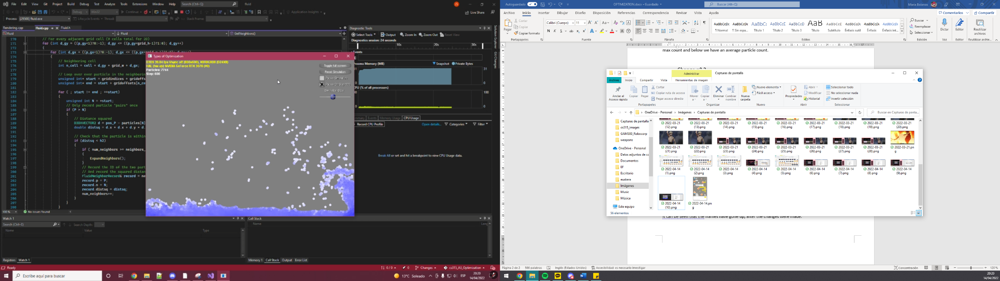 File Edit View Git Project Build Debug Test Analyze Tools Extensions Window Help Search (Ctrl+Q) fluid
Debug Win32 Continue Application Insights Live Share
Process: [29500] fluid.exe Lifecycle Events Thread: Stack Frame:
Rendering.cpp Fluid.cpp Fluid.h
fluid Fluid GetNeighbors()
170 // For every adjacent grid cell (9 cells total for 2D)
171 for (int d_gy = ((p_gy<1)?0:-1); d_gy <= ((p_gy<grid_h-1)?1:0); d_gy++)
172 {
173 for (int d_gx = ((p_gx<1)?0:-1); d_gx <=
174 {
175 // Neighboring cell
176 int n_cell = cell + d_gy * grid_w + d_gx;
177
178 // Loop over ever particle in the neighborin
179 unsigned int* start = gridindices + gridoffs
180 unsigned int* end = start + gridoffsets[n_ce
181
182 for ( ; start != end ; ++start)
183 {
184 unsigned int N = *start;
185 // Only record particle "pairs" once
186 if (P > N)
187 {
188 // Distance squared
189 D3DXVECTOR2 d = pos_P - particles[N]
190 double distsq = d.x * d.x + d.y * d.
191
192 // Check that the particle is within
193 if (distsq < h2)
194 {
195 if ( num_neighbors >= neighbors_
196 {
197 ExpandNeighbors();
198 }
199 // Record the ID of the two part
200 // And record the squared distan
201 FluidNeighborRecord& record = ne
202 record.p = P;
203 record.n = N;
204 record.distsq = distsq;
205 num_neighbors++;
206 }
207 }
208 }
100 % No issues found
Types of Optimization
D3D9 39.84 fps Vsync off (800x600), X8R8G8B8 (D24X8)
HAL (hw vp): NVIDIA GeForce RTX 3070 (#0)
Particles: 7744
Step: 600
Toggle full screen
Reset Simulation
Pause Simulation
Pause On Step 600
Simulation Size
Diagnostic Tools
Select Tools Output Zoom In Zoom Out Reset View
Diagnostics session: 24 seconds
10s 20s 30s
Events
Process Memory (MB) Snapshot Private Bytes
31 31
0 0
CPU (% of all processors)
100
0 0
Events Memory Usage CPU Usage
Record CPU Profile Open details... Categories Filter
Break All or set and hit a breakpoint to view CPU Usage data.
Solution Explorer Git Changes
Watch 1 Call Stack
Search (Ctrl+E) Search Depth: Name Lang
Name Value Type
Registers Watch 1 Memory 1 Call Stack Output Error List
Ready 0 / 0 0 Changes cs315_A3_Optimization
Escribe aquí para buscar 13°C Soleado ESP 20:20
14/04/2022
Autoguardado OPTIMIZATION.docx • Guardado Buscar (Alt+Q) Maria Bolanos
Archivo Inicio Insertar Dibujar Diseño Disposición Referencias Correspondencia Revisar Vista Ayuda Comentarios Compartir
Pegar Cortar Copiar Copiar formato
Calibri (Cuerpo) 11
N K S
AaBbCcDc AaBbCcDc AaBbC( AaBbCcD AaBbCcD AaB AaBbCcD AaBbCcDc AaBbCcDc AaBbCcDc
¶ Normal ¶ Sin espa... Título 1 Título 2 Título 3 Título Subtítulo Énfasis sutil Énfasis Énfasis int...
Buscar Reemplazar Seleccionar
Dictar Editor Reutilizar archivos
Portapapeles Fuente Párrafo Estilos Edición Voz Editor Reutilizar archiv...
max count and below we have an average particle count.
Administrar Capturas de pantalla
Archivo Inicio Compartir Vista Herramientas de imagen
Anclar al Acceso rápido Copiar Pegar Cortar Copiar ruta de acceso Pegar acceso directo
Mover a Copiar a Eliminar Cambiar nombre Nueva carpeta Nuevo elemento Fácil acceso
Propiedades Abrir Modificar Historial Seleccionar todo No seleccionar nada Invertir selección
Portapapeles Organizar Nuevo Abrir Seleccionar
OneDrive - Personal › Imágenes › Capturas de pantalla Buscar en Capturas de panta...
Capturas de pantalla
cs315_images
GAM300_Robocorp
weapons
OneDrive - Personal
Datos adjuntos de cc
Documentos
EF
Escritorio
euskera
Imágenes
Music
Música
Este equipo
2022-03-21 (12).png 2022-03-21 (13).png 2022-03-21 (14).png 2022-03-21 (15).png 2022-03-21 (16).png 2022-03-21 (17).png 2022-03-21 (18).png 2022-03-21 (19).png 2022-03-21 (20).png
2022-03-21 (21).png 2022-03-21 (22).png 2022-03-21 (23).png 2022-03-21 (24).png 2022-03-21 (25).png 2022-03-21 (26).png 2022-03-21 (27).png 2022-03-21 (28).png 2022-03-21.png
2022-04-14 (1).png 2022-04-14 (2).png 2022-04-14 (3).png 2022-04-14 (4).png 2022-04-14 (5).png 2022-04-14 (6).png 2022-04-14 (7).png 2022-04-14 (8).png 2022-04-14 (9).png
2022-04-14 (10).png 2022-04-14.png
56 elementos
It can be seen that the frames have gone up, after the changes were made.
Página 2 de 2 566 palabras Inglés (Estados Unidos) Accesibilidad: es necesario investigar Concentración 120 %
20:20
14/04/2022